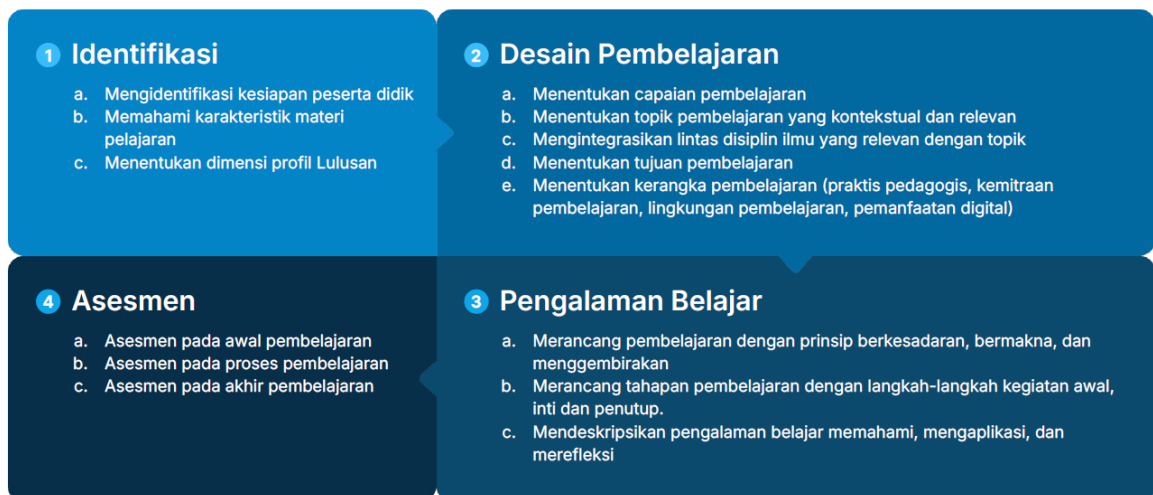 1 Identifikasi
a. Mengidentifikasi kesiapan peserta didik
b. Memahami karakteristik materi
pelajaran
c. Menentukan dimensi profil Lulusan
2 Desain Pembelajaran
a. Menentukan capaian pembelajaran
b. Menentukan topik pembelajaran yang kontekstual dan relevan
c. Mengintegrasikan lintas disiplin ilmu yang relevan dengan topik
d. Menentukan tujuan pembelajaran
e. Menentukan kerangka pembelajaran (praktis pedagogis, kemitraan
pembelajaran, lingkungan pembelajaran, pemanfaatan digital)
3 Pengalaman Belajar
a. Merancang pembelajaran dengan prinsip berkesadaran, bermakna, dan
menggembirakan
b. Merancang tahapan pembelajaran dengan langkah-langkah kegiatan awal,
inti dan penutup.
c. Mendeskripsikan pengalaman belajar memahami, mengaplikasi, dan
merefleksi
4 Asesmen
a. Asesmen pada awal pembelajaran
b. Asesmen pada proses pembelajaran
c. Asesmen pada akhir pembelajaran